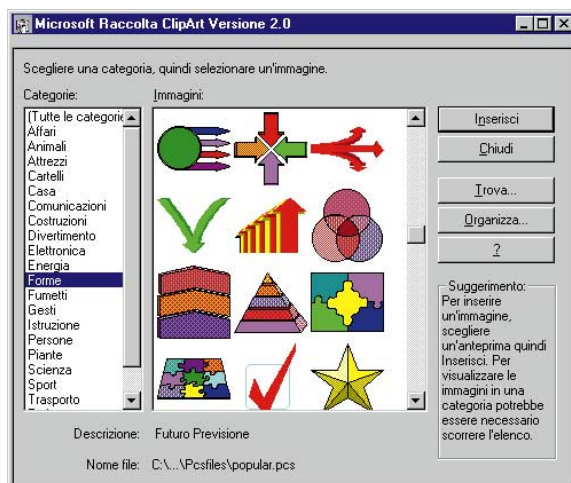 Microsoft Raccolta ClipArt Versione 2.0
Scegliere una categoria, quindi selezionare un'immagine.
Categorie:
(Tutte le categorie
Affari
Animali
Attrezzi
Cartelli
Casa
Comunicazioni
Costruzioni
Divertimento
Elettronica
Energia
Forme
Fumetti
Gesti
Istruzione
Persone
Piante
Scienza
Sport
Trasporto
Immagini:
Inserisci
Chiudi
Trova...
Organizza...
?
Suggerimento:
Per inserire
un'immagine,
scegliere
un'anteprima quindi
Inserisci. Per
visualizzare le
immagini in una
categoria potrebbe
essere necessario
scorrere l'elenco.
Descrizione: Futuro Previsione
Nome file: C:\...\Pcsfiles\popular.pcs